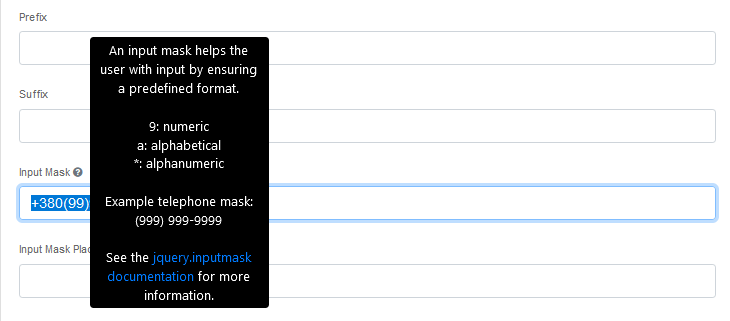 Prefix
An input mask helps the
user with input by ensuring
a predefined format.
Suffix
9: numeric
a: alphabetical
*: alphanumeric
Input Mask
+380(99)
Example telephone mask:
(999) 999-9999
Input Mask Plac
See the jquery.inputmask
documentation for more
information.